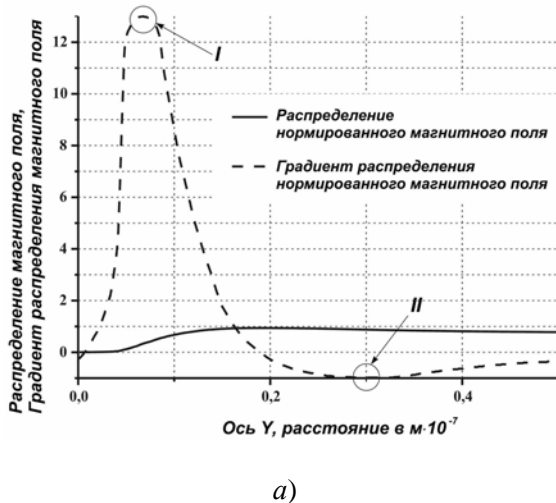 Распределение магнитного поля,
Градиент распределения магнитного поля
12
10
8
6
4
2
1
0
I
Распределение
нормированного магнитного поля
Градиент распределения
нормированного магнитного поля
II
0,0
0,2
0,4
Ось Y, расстояние в м·10⁻⁷
а)